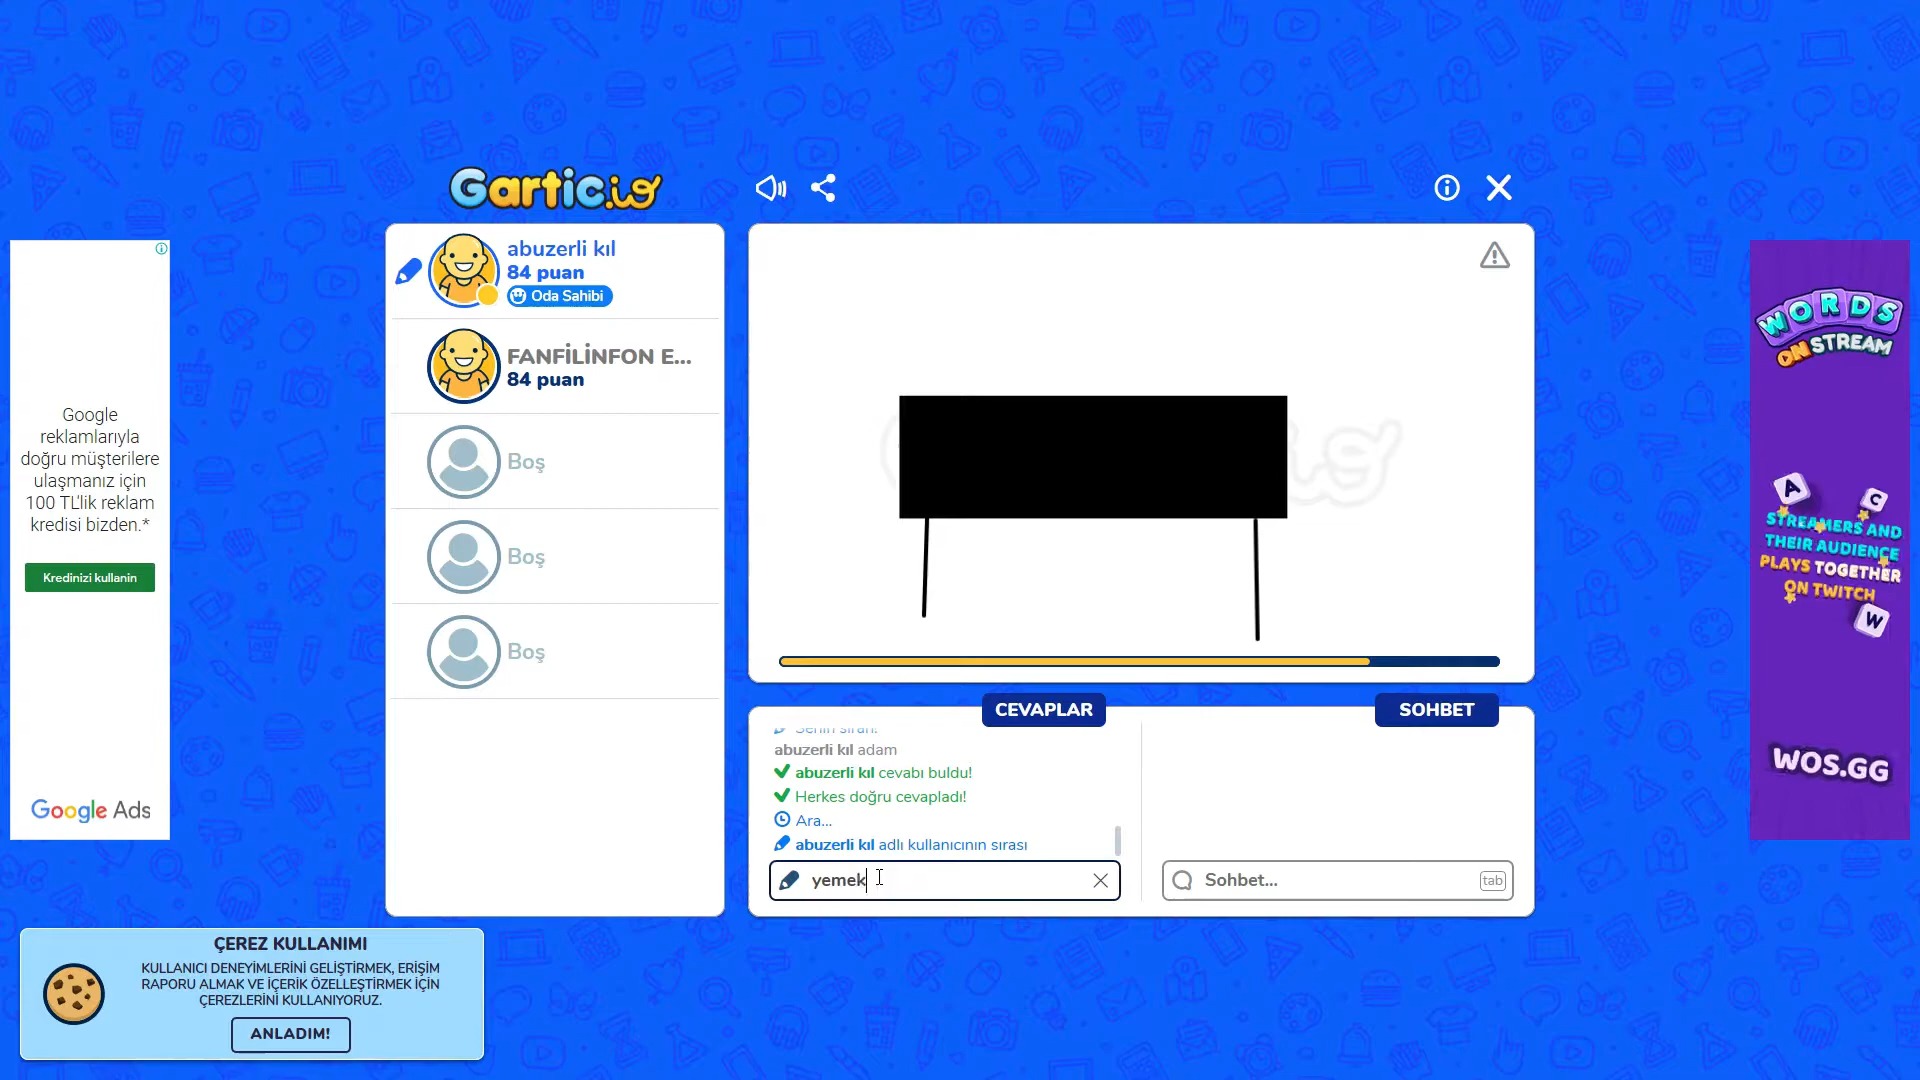 Gartic.io
abuzerli kıl
84 puan
Oda Sahibi
FANFİLİNFON E...
84 puan
Boş
Boş
Boş
Google
reklamlarıyla
doğru müşterilere
ulaşmanız için
100 TL'lik reklam
kredisi bizden.*
Kredinizi kullanin
Google Ads
CEVAPLAR
SOHBET
Senin sıran!
abuzerli kıl adam
abuzerli kıl cevabı buldu!
Herkes doğru cevapladı!
Ara...
abuzerli kıl adlı kullanıcının sırası
yemek
Sohbet...
tab
WORDS
ON STREAM
A
C
STREAMERS AND
THEIR AUDIENCE
PLAYS TOGETHER
ON TWITCH
W
WOS.GG
ÇEREZ KULLANIMI
KULLANICI DENEYİMLERİNİ GELİŞTİRMEK, ERİŞİM
RAPORU ALMAK VE İÇERİK ÖZELLEŞTİRMEK İÇİN
ÇEREZLERİNİ KULLANIYORUZ.
ANLADIM!